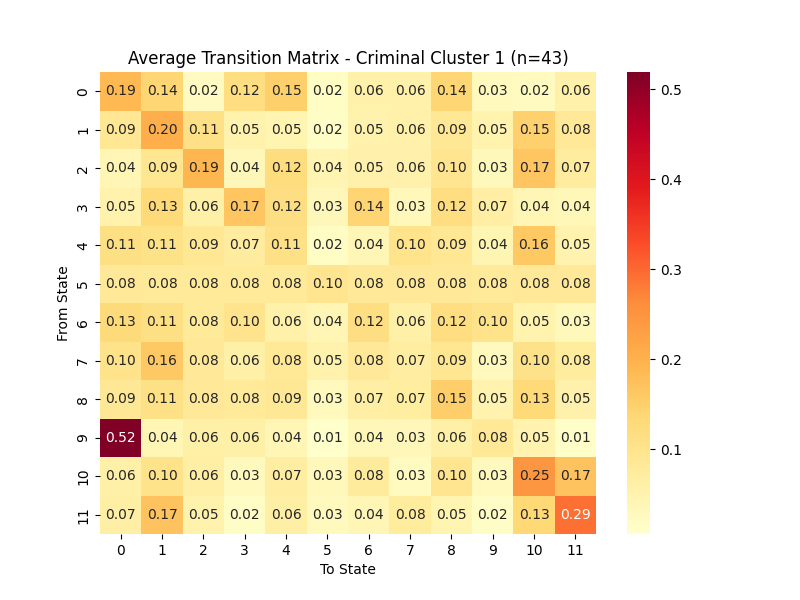 Average Transition Matrix - Criminal Cluster 1 (n=43)
0 0.19 0.14 0.02 0.12 0.15 0.02 0.06 0.06 0.14 0.03 0.02 0.06
1 0.09 0.20 0.11 0.05 0.05 0.02 0.05 0.06 0.09 0.05 0.15 0.08
2 0.04 0.09 0.19 0.04 0.12 0.04 0.05 0.06 0.10 0.03 0.17 0.07
3 0.05 0.13 0.06 0.17 0.12 0.03 0.14 0.03 0.12 0.07 0.04 0.04
4 0.11 0.11 0.09 0.07 0.11 0.02 0.04 0.10 0.09 0.04 0.16 0.05
5 0.08 0.08 0.08 0.08 0.08 0.10 0.08 0.08 0.08 0.08 0.08 0.08
6 0.13 0.11 0.08 0.10 0.06 0.04 0.12 0.06 0.12 0.10 0.05 0.03
7 0.10 0.16 0.08 0.06 0.08 0.05 0.08 0.07 0.09 0.03 0.10 0.08
8 0.09 0.11 0.08 0.08 0.09 0.03 0.07 0.07 0.15 0.05 0.13 0.05
9 0.52 0.04 0.06 0.06 0.04 0.01 0.04 0.03 0.06 0.08 0.05 0.01
10 0.06 0.10 0.06 0.03 0.07 0.03 0.08 0.03 0.10 0.03 0.25 0.17
11 0.07 0.17 0.05 0.02 0.06 0.03 0.04 0.08 0.05 0.02 0.13 0.29
0 1 2 3 4 5 6 7 8 9 10 11
To State
From State
0.5
0.4
0.3
0.2
0.1